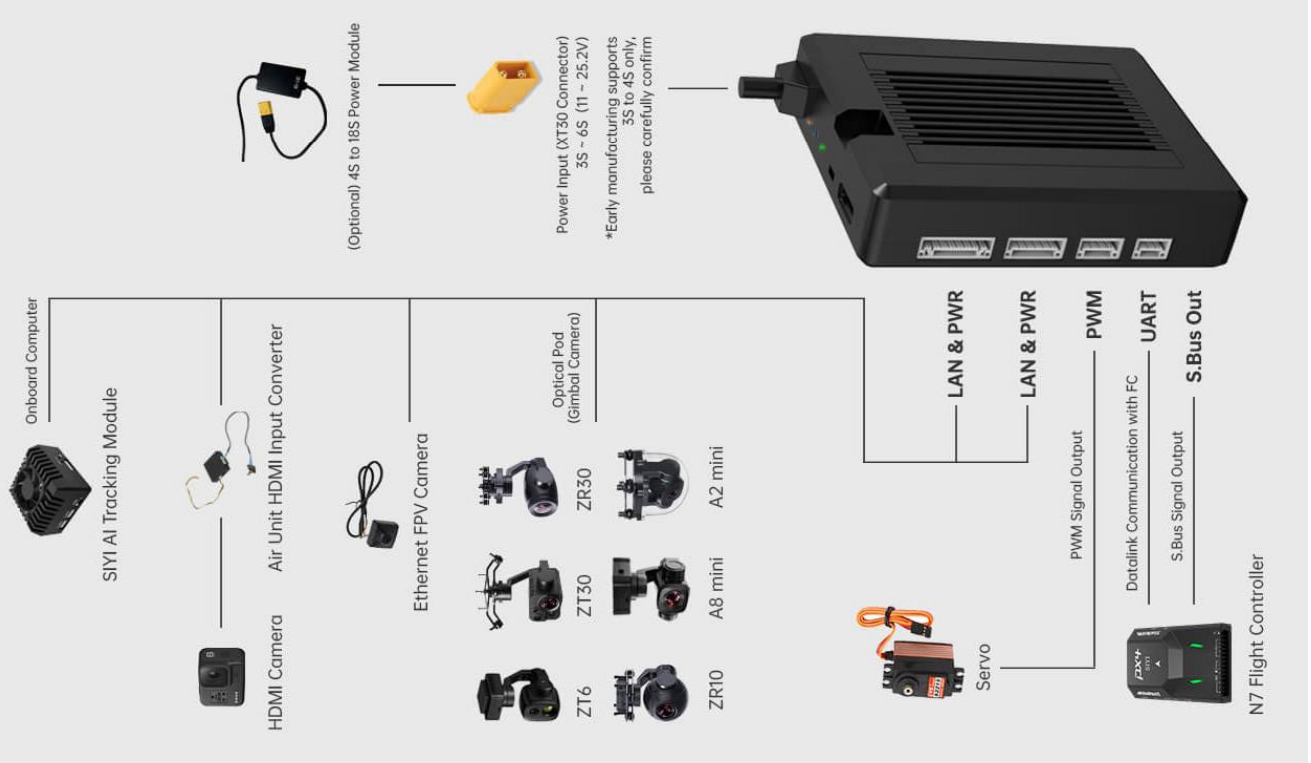 Onboard Computer
SIYI AI Tracking Module
HDMI Camera
Air Unit HDMI Input Converter
(Optional) 4S to 18S Power Module
Ethernet FPV Camera
Optical Pod
(Gimbal Camera)
ZT6
ZT30
ZR30
ZR10
A8 mini
A2 mini
Power Input (XT30 Connector)
3S ~ 6S (11 ~ 25.2V)
*Early manufacturing supports
3S to 4S only,
please carefully confirm
LAN & PWR
LAN & PWR
PWM
UART
S.Bus Out
PWM Signal Output
Datalink Communication with FC
S.Bus Signal Output
Servo
px4
SIYI
N7 Flight Controller